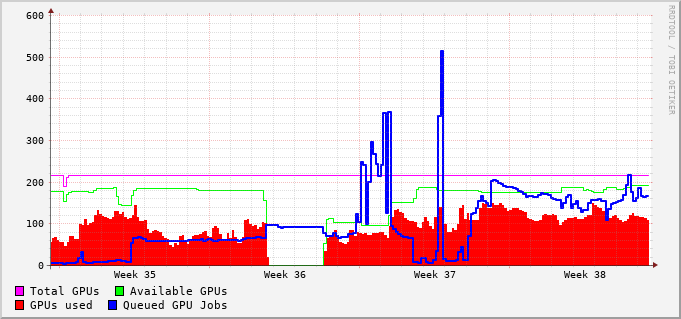 600
500
400
300
200
100
0
Week 35 Week 36 Week 37 Week 38
Total GPUs Available GPUs
GPUs used Queued GPU Jobs
RRDTOOL / TOBI OETIKER